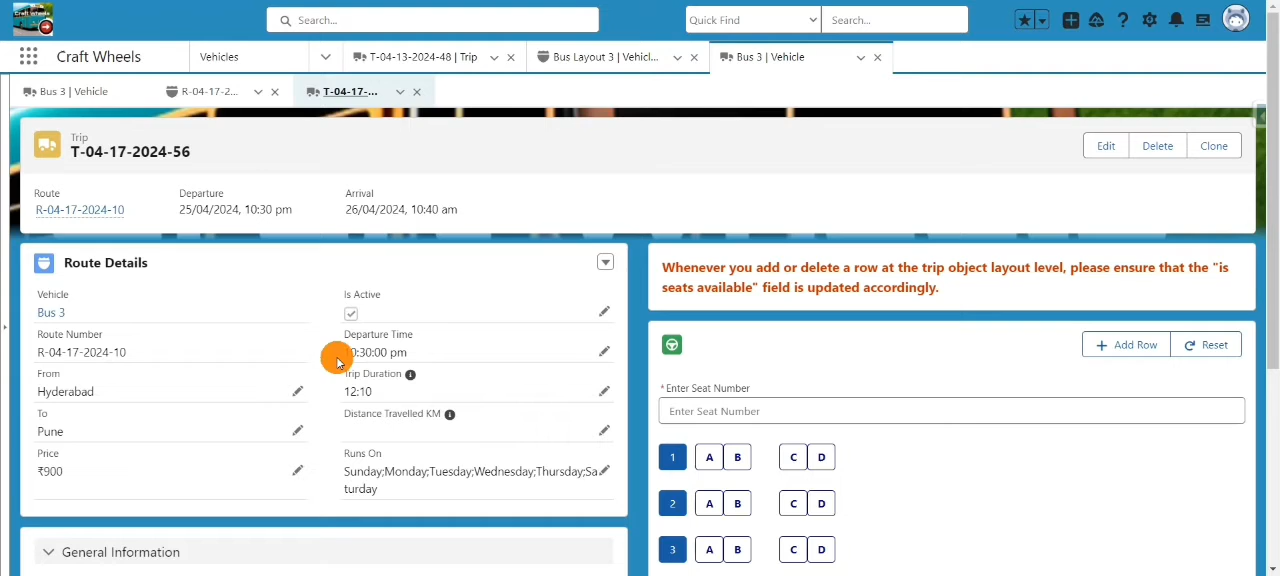 Craft Wheels
Search...
Quick Find
Search...
Craft Wheels
Vehicles
T-04-13-2024-48 | Trip
Bus Layout 3 | Vehicl...
Bus 3 | Vehicle
Bus 3 | Vehicle
R-04-17-2...
T-04-17-...
Trip
T-04-17-2024-56
Edit
Delete
Clone
Route
Departure
Arrival
R-04-17-2024-10
25/04/2024, 10:30 pm
26/04/2024, 10:40 am
Route Details
Vehicle
Bus 3
Is Active
Route Number
R-04-17-2024-10
Departure Time
0:30:00 pm
From
Hyderabad
Trip Duration
12:10
To
Pune
Distance Travelled KM
Price
₹900
Runs On
Sunday;Monday;Tuesday;Wednesday;Thursday;Sa
turday
General Information
Whenever you add or delete a row at the trip object layout level, please ensure that the "is
seats available" field is updated accordingly.
+ Add Row
Reset
*Enter Seat Number
Enter Seat Number
1 A B C D
2 A B C D
3 A B C D